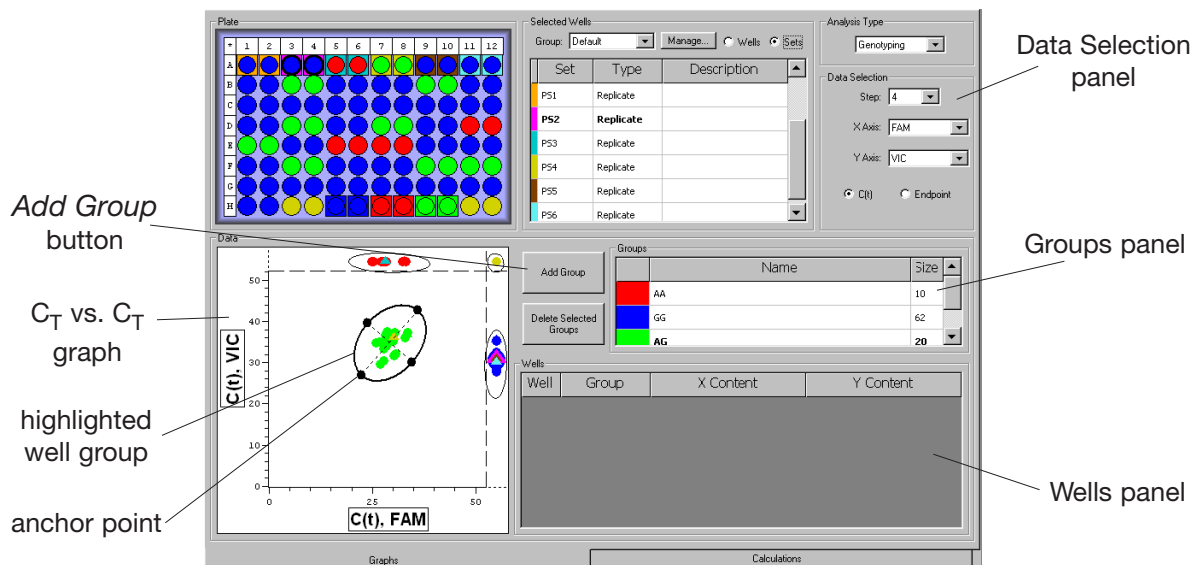 Plate
* 1 2 3 4 5 6 7 8 9 10 11 12
A
B
C
D
E
F
G
H
Selected Wells
Group: Default Manage... Wells Sets
Set Type Description
PS1 Replicate
PS2 Replicate
PS3 Replicate
PS4 Replicate
PS5 Replicate
PS6 Replicate
Analysis Type
Genotyping
Data Selection
Step: 4
X Axis: FAM
Y Axis: VIC
C(t) Endpoint
Data Selection
panel
Add Group
button
CT vs. CT
graph
highlighted
well group
anchor point
Data
50
40
30
20
10
0
0 25 50
C(t), VIC
C(t), FAM
Add Group
Delete Selected
Groups
Groups
Name Size
AA 10
GG 62
AG 20
Groups panel
Wells
Well Group X Content Y Content
Wells panel
Graphs Calculations